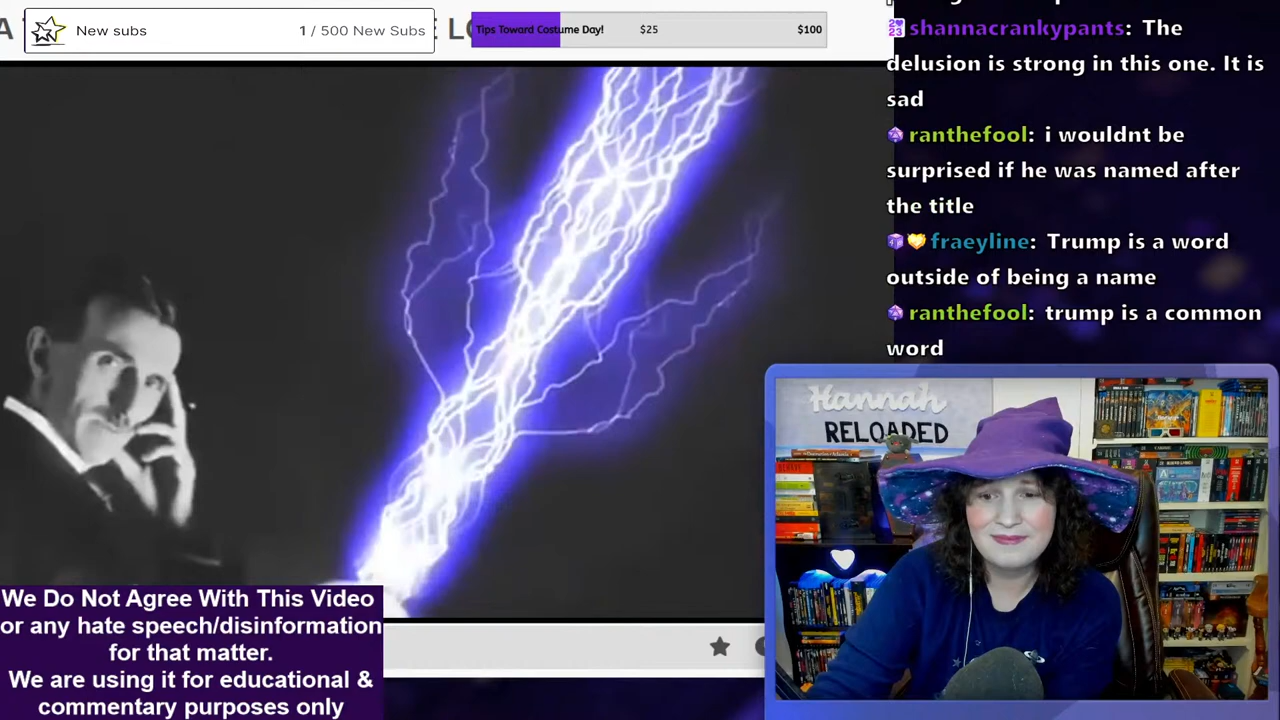 A
New subs
1 / 500 New Subs
E LO
Tips Toward Costume Day!
$25
$100
shannacrankypants: The
delusion is strong in this one. It is
sad
ranthefool: i wouldnt be
surprised if he was named after
the title
fraeyline: Trump is a word
outside of being a name
ranthefool: trump is a common
word
Hannah
RELOADED
We Do Not Agree With This Video
or any hate speech/disinformation
for that matter.
We are using it for educational &
commentary purposes only